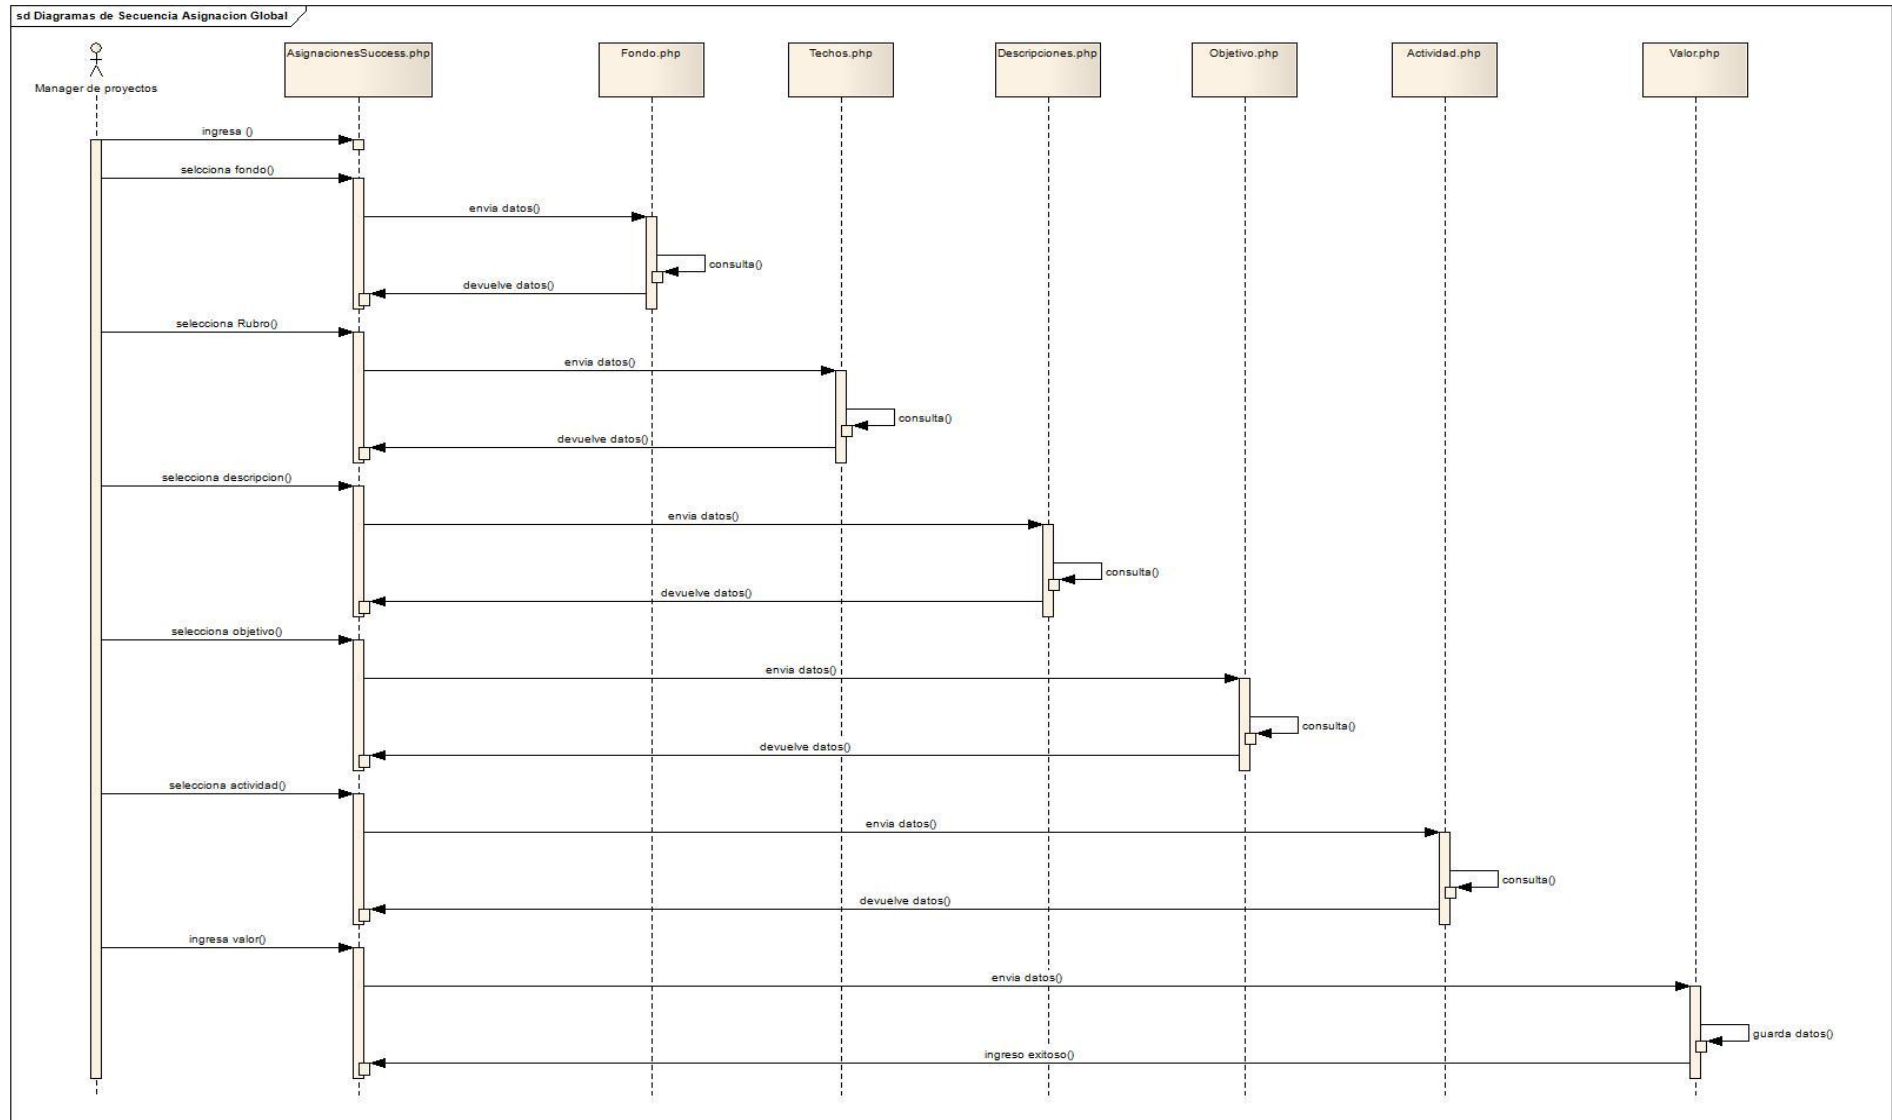 sd Diagramas de Secuencia Asignacion Global
Manager de proyectos
AsignacionesSuccess.php
Fondo.php
Techos.php
Descripciones.php
Objetivo.php
Actividad.php
Valor.php
ingresa ()
selcciona fondo()
envia datos()
consulta()
devuelve datos()
selecciona Rubro()
envia datos()
consulta()
devuelve datos()
selecciona descripcion()
envia datos()
consulta()
devuelve datos()
selecciona objetivo()
envia datos()
consulta()
devuelve datos()
selecciona actividad()
envia datos()
consulta()
devuelve datos()
ingresa valor()
envia datos()
guarda datos()
ingreso exitoso()